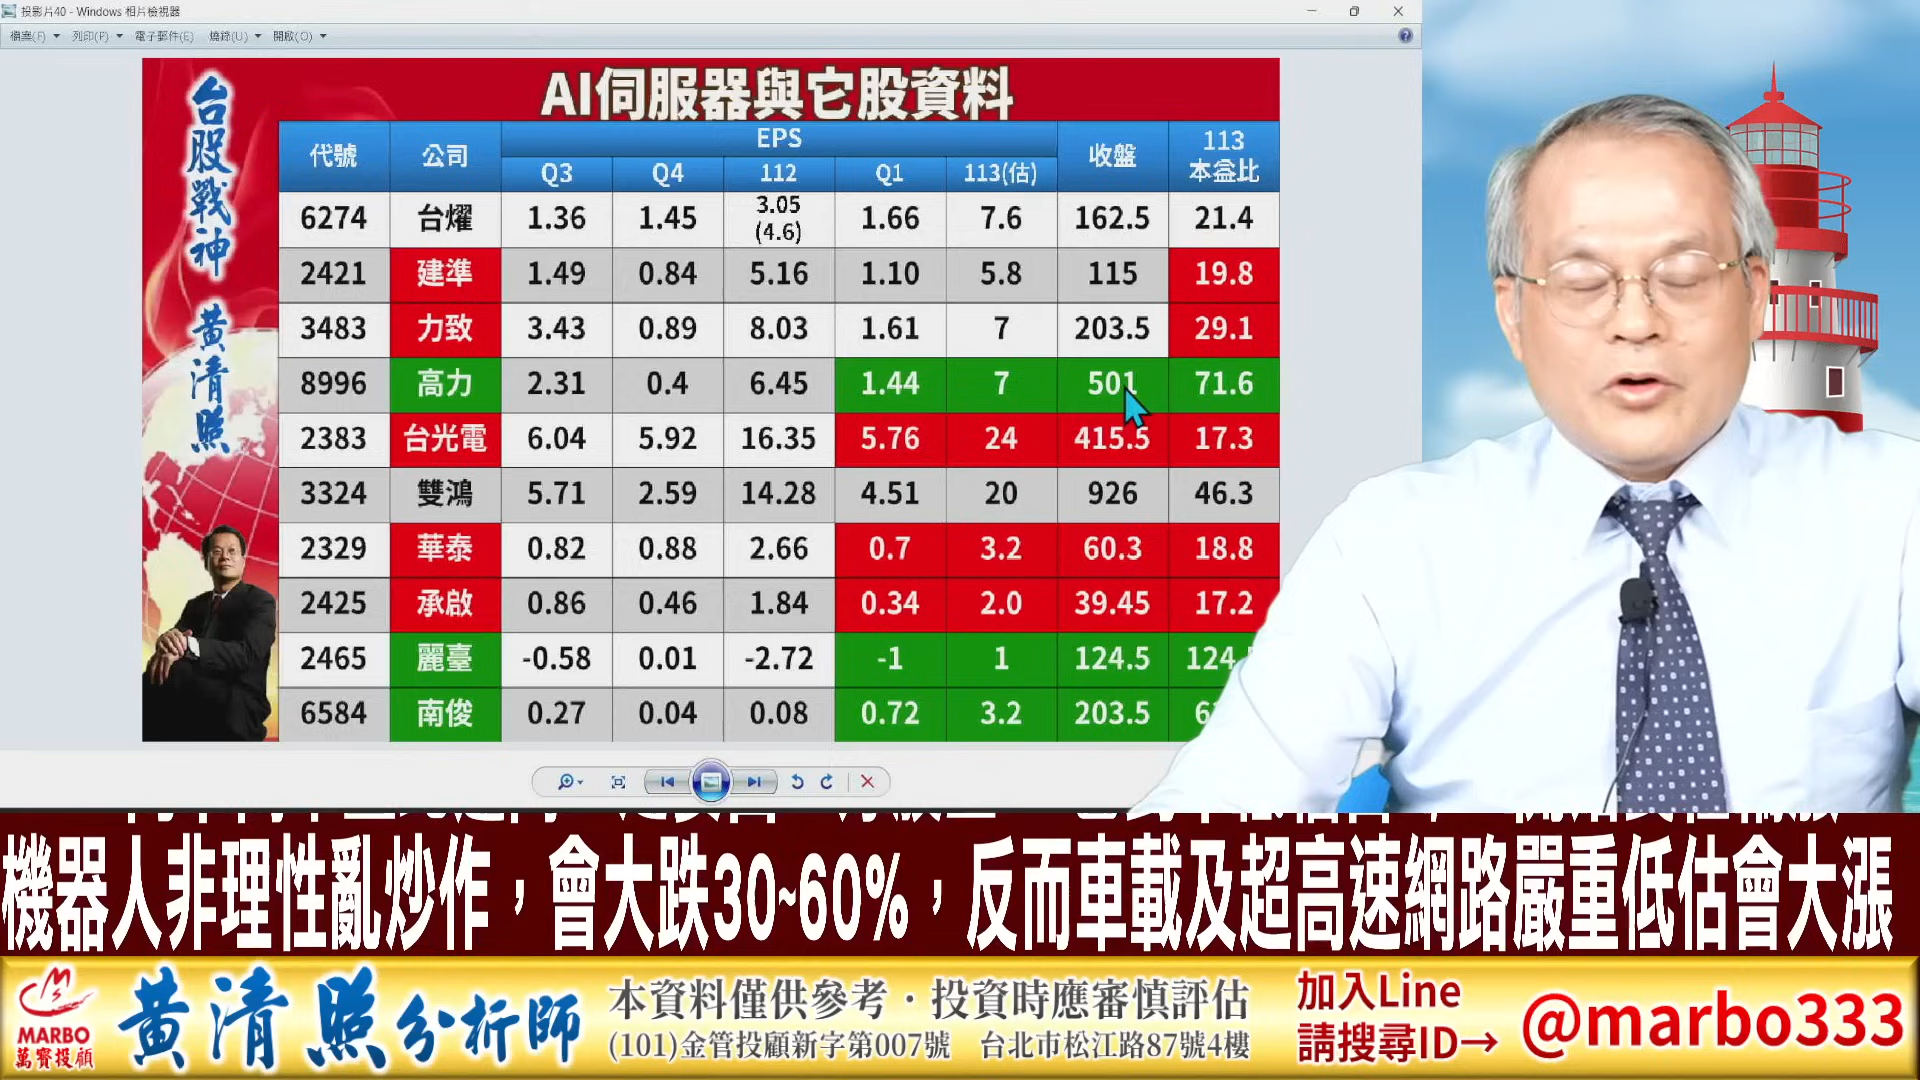 投影片40 - Windows 相片檢視器
檔案(F) 列印(P) 電子郵件(E) 燒錄(U) 開啟(O)
台股戰神 黃清照
AI伺服器與它股資料
代號 公司 EPS 收盤 113本益比
Q3 Q4 112 Q1 113(估)
6274 台燿 1.36 1.45 3.05 (4.6) 1.66 7.6 162.5 21.4
2421 建準 1.49 0.84 5.16 1.10 5.8 115 19.8
3483 力致 3.43 0.89 8.03 1.61 7 203.5 29.1
8996 高力 2.31 0.4 6.45 1.44 7 501 71.6
2383 台光電 6.04 5.92 16.35 5.76 24 415.5 17.3
3324 雙鴻 5.71 2.59 14.28 4.51 20 926 46.3
2329 華泰 0.82 0.88 2.66 0.7 3.2 60.3 18.8
2425 承啟 0.86 0.46 1.84 0.34 2.0 39.45 17.2
2465 麗臺 -0.58 0.01 -2.72 -1 1 124.5 124
6584 南俊 0.27 0.04 0.08 0.72 3.2 203.5
機器人非理性亂炒作，會大跌30~60%，反而車載及超高速網路嚴重低估會大漲
MARBO
萬寶投顧
黃清照分析師
本資料僅供參考．投資時應審慎評估
(101)金管投顧新字第007號 台北市松江路87號4樓
加入Line
請搜尋ID→
@marbo333